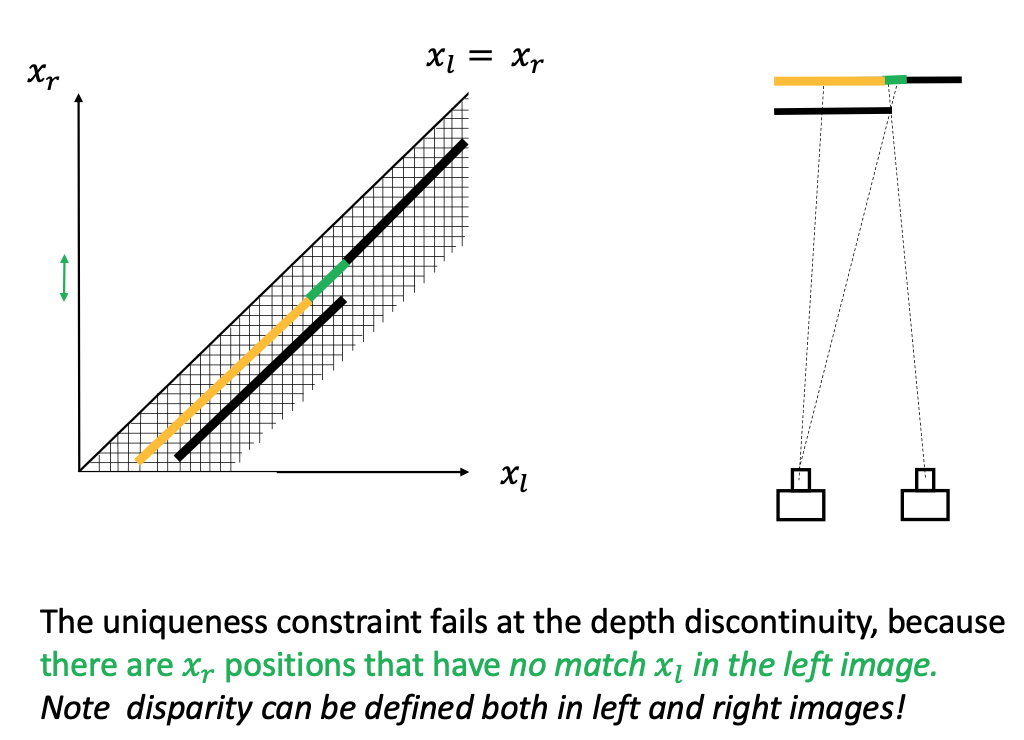 x_l = x_r
x_r
x_l
The uniqueness constraint fails at the depth discontinuity, because
there are x_r positions that have no match x_l in the left image.
Note disparity can be defined both in left and right images!